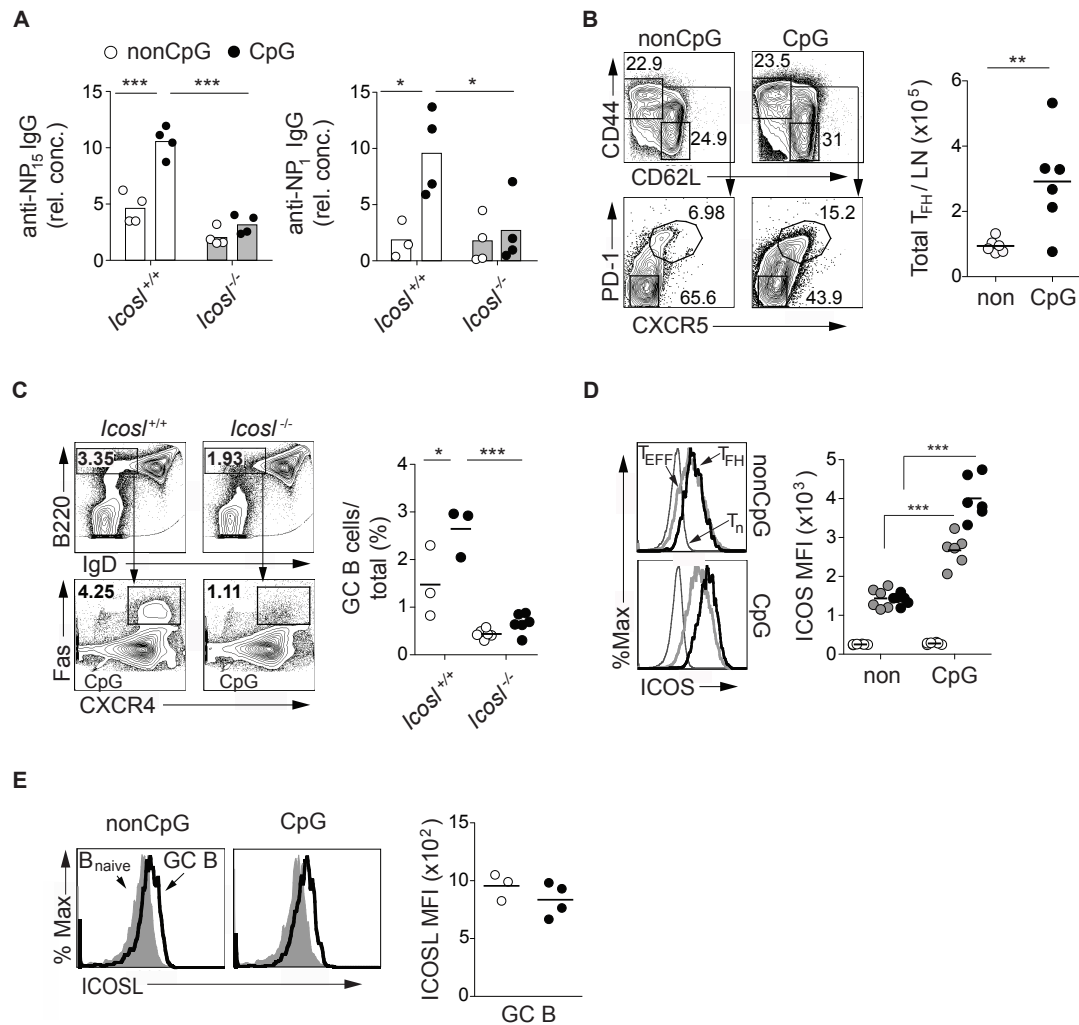 A
nonCpG CpG
*** ***
15
10
5
0
anti-NP15 IgG
(rel. conc.)
Icosl+/+ Icosl-/-
* *
15
10
5
0
anti-NP1 IgG
(rel. conc.)
Icosl+/+ Icosl-/-
B
nonCpG CpG
22.9 23.5
24.9 31
CD44
CD62L
6.98 15.2
65.6 43.9
PD-1
CXCR5
**
6
4
2
0
Total TFH / LN (x10^5)
non CpG
C
Icosl+/+ Icosl-/-
3.35 1.93
B220
IgD
4.25 1.11
Fas
CpG CpG
CXCR4
* ***
4
3
2
1
0
GC B cells/
total (%)
Icosl+/+ Icosl-/-
D
TEFF TFH
Tn
nonCpG
CpG
%Max
ICOS
***
***
5
4
3
2
1
0
ICOS MFI (x10^3)
non CpG
E
nonCpG CpG
Bnaive GC B
% Max
ICOSL
15
10
5
0
ICOSL MFI (x10^2)
GC B